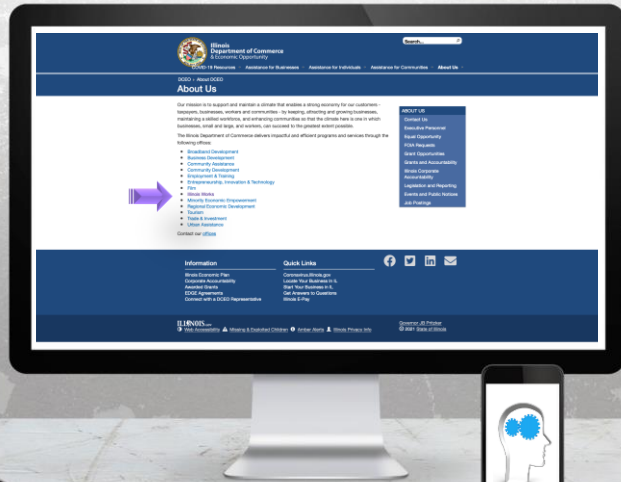 Illinois
Department of Commerce
& Economic Opportunity
Search...
COVID-19 Resources Assistance for Businesses Assistance for Individuals Assistance for Communities About Us
DCEO › About DCEO
About Us
Our mission is to support and maintain a climate that enables a strong economy for our customers -
taxpayers, businesses, workers and communities - by keeping, attracting and growing businesses,
maintaining a skilled workforce, and enhancing communities so that the climate here is one in which
businesses, small and large, and workers, can succeed to the greatest extent possible.
The Illinois Department of Commerce delivers impactful and efficient programs and services through the
following offices:
• Broadband Development
• Business Development
• Community Assistance
• Community Development
• Employment & Training
• Entrepreneurship, Innovation & Technology
• Film
• Illinois Works
• Minority Economic Empowerment
• Regional Economic Development
• Tourism
• Trade & Investment
• Urban Assistance
Contact our offices
ABOUT US
Contact Us
Executive Personnel
Equal Opportunity
FOIA Requests
Grant Opportunities
Grants and Accountability
Illinois Corporate
Accountability
Legislation and Reporting
Events and Public Notices
Job Postings
Information
Illinois Economic Plan
Corporate Accountability
Awarded Grants
EDGE Agreements
Connect with a DCEO Representative
Quick Links
Coronavirus.Illinois.gov
Locate Your Business in IL
Start Your Business in IL
Get Answers to Questions
Illinois E-Pay
ILLINOIS.gov
Web Accessibility Missing & Exploited Children Amber Alerts Illinois Privacy Info
Governor JB Pritzker
© 2021 State of Illinois